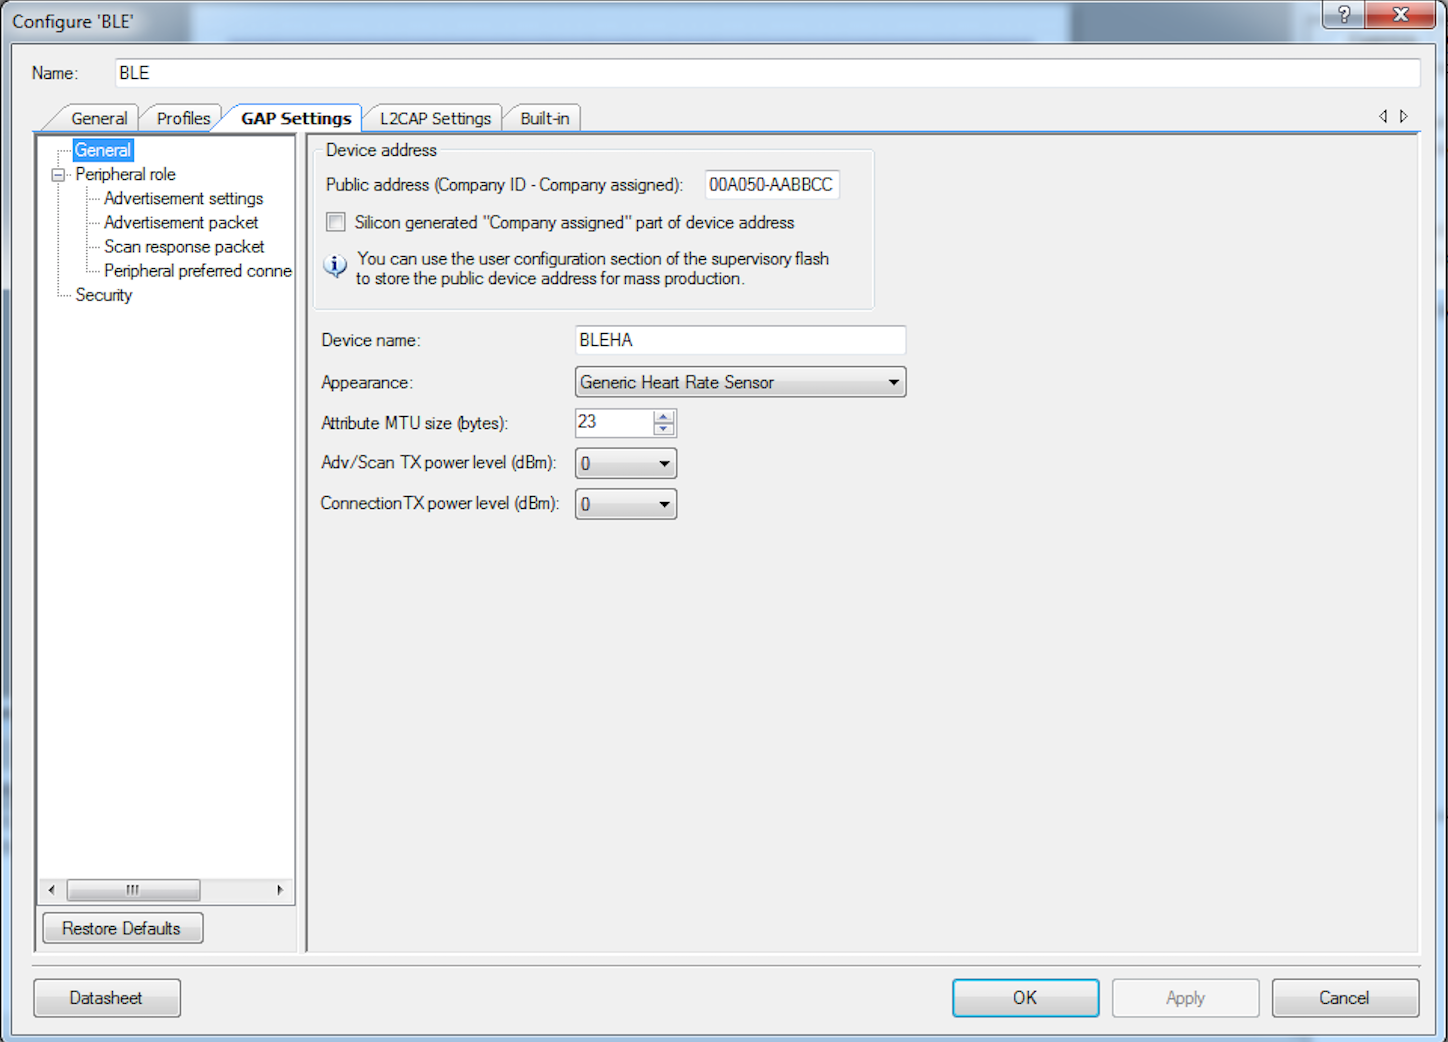 Configure 'BLE'
?
Name: BLE
General Profiles GAP Settings L2CAP Settings Built-in
General
Peripheral role
Advertisement settings
Advertisement packet
Scan response packet
Peripheral preferred conne
Security
Restore Defaults
Device address
Public address (Company ID - Company assigned): 00A050-AABBCC
Silicon generated "Company assigned" part of device address
You can use the user configuration section of the supervisory flash
to store the public device address for mass production.
Device name: BLEHA
Appearance: Generic Heart Rate Sensor
Attribute MTU size (bytes): 23
Adv/Scan TX power level (dBm): 0
Connection TX power level (dBm): 0
Datasheet OK Apply Cancel